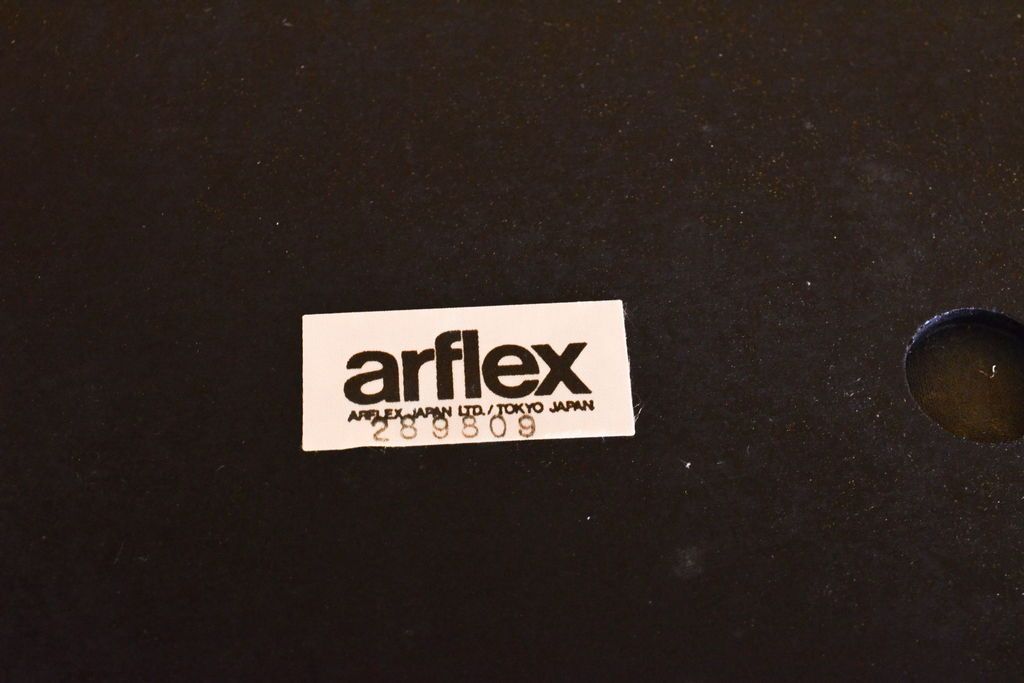 arflex
ARFLEX JAPAN LTD. / TOKYO JAPAN
289809